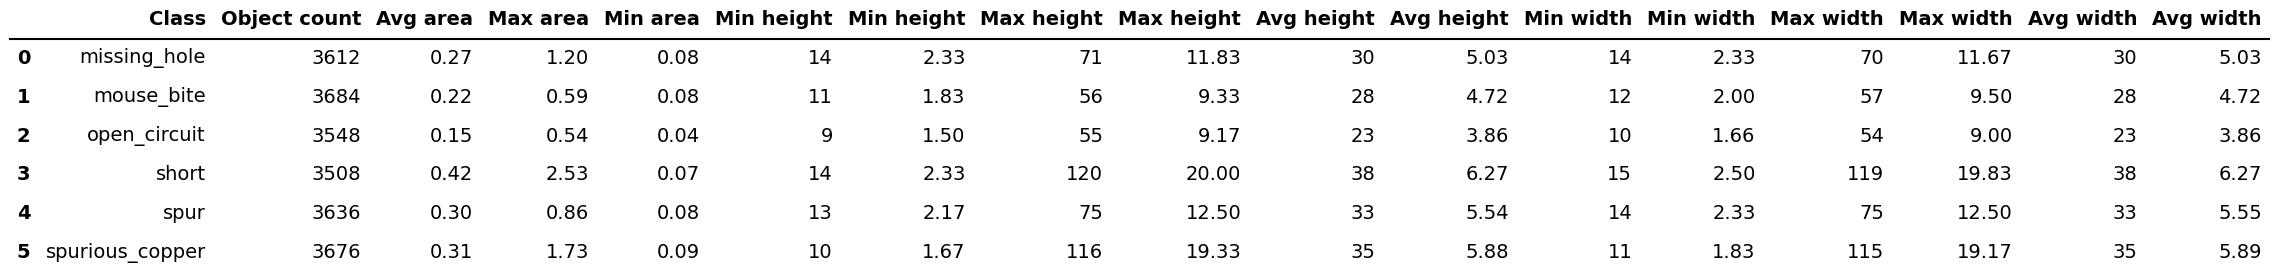 Class Object count Avg area Max area Min area Min height Min height Max height Max height Avg height Avg height Min width Min width Max width Max width Avg width Avg width
0 missing_hole 3612 0.27 1.20 0.08 14 2.33 71 11.83 30 5.03 14 2.33 70 11.67 30 5.03
1 mouse_bite 3684 0.22 0.59 0.08 11 1.83 56 9.33 28 4.72 12 2.00 57 9.50 28 4.72
2 open_circuit 3548 0.15 0.54 0.04 9 1.50 55 9.17 23 3.86 10 1.66 54 9.00 23 3.86
3 short 3508 0.42 2.53 0.07 14 2.33 120 20.00 38 6.27 15 2.50 119 19.83 38 6.27
4 spur 3636 0.30 0.86 0.08 13 2.17 75 12.50 33 5.54 14 2.33 75 12.50 33 5.55
5 spurious_copper 3676 0.31 1.73 0.09 10 1.67 116 19.33 35 5.88 11 1.83 115 19.17 35 5.89